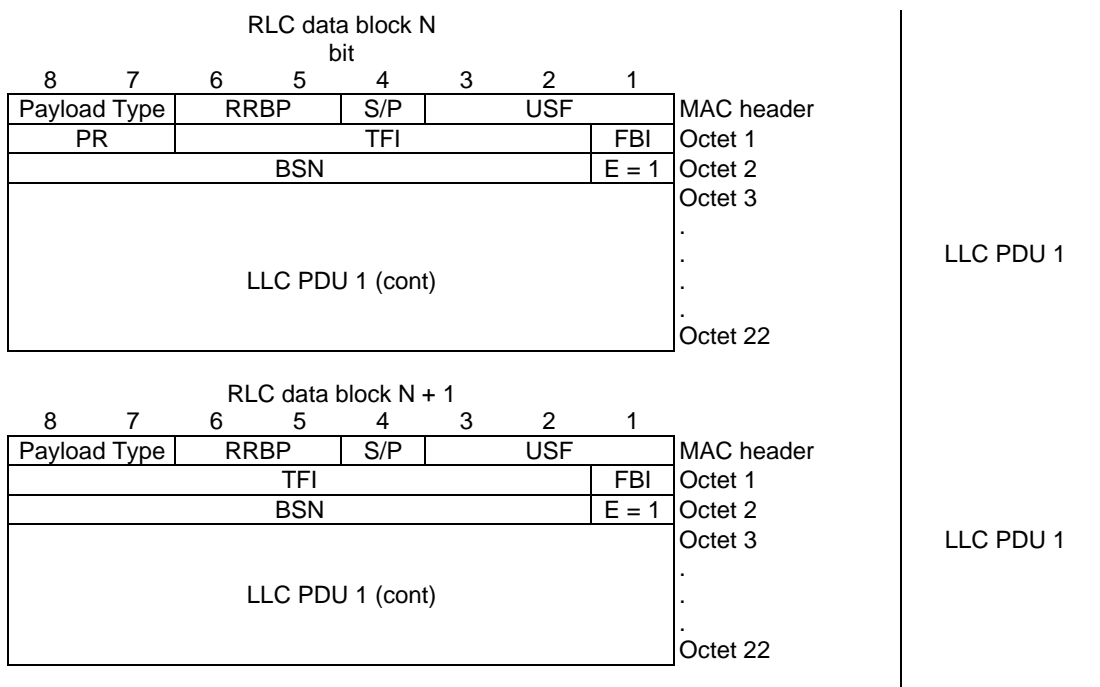 RLC data block N
bit
8 7 6 5 4 3 2 1
Payload Type RRBP S/P USF MAC header
PR TFI FBI Octet 1
BSN E = 1 Octet 2
Octet 3
.
.
LLC PDU 1
LLC PDU 1 (cont)
.
.
Octet 22
RLC data block N + 1
8 7 6 5 4 3 2 1
Payload Type RRBP S/P USF MAC header
TFI FBI Octet 1
BSN E = 1 Octet 2
Octet 3 LLC PDU 1
.
LLC PDU 1 (cont)
.
.
Octet 22